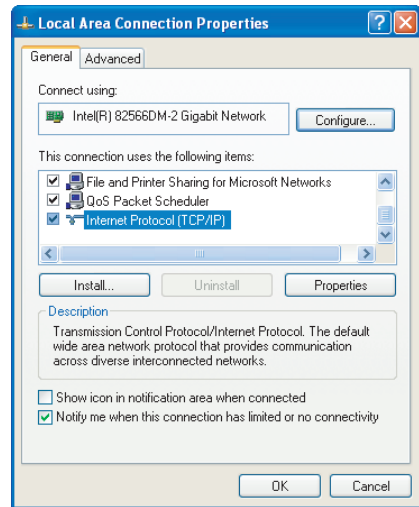 Local Area Connection Properties
General Advanced
Connect using:
Intel(R) 82566DM-2 Gigabit Network
Configure...
This connection uses the following items:
File and Printer Sharing for Microsoft Networks
QoS Packet Scheduler
Internet Protocol (TCP/IP)
Install... Uninstall Properties
Description
Transmission Control Protocol/Internet Protocol. The default
wide area network protocol that provides communication
across diverse interconnected networks.
Show icon in notification area when connected
Notify me when this connection has limited or no connectivity
OK Cancel